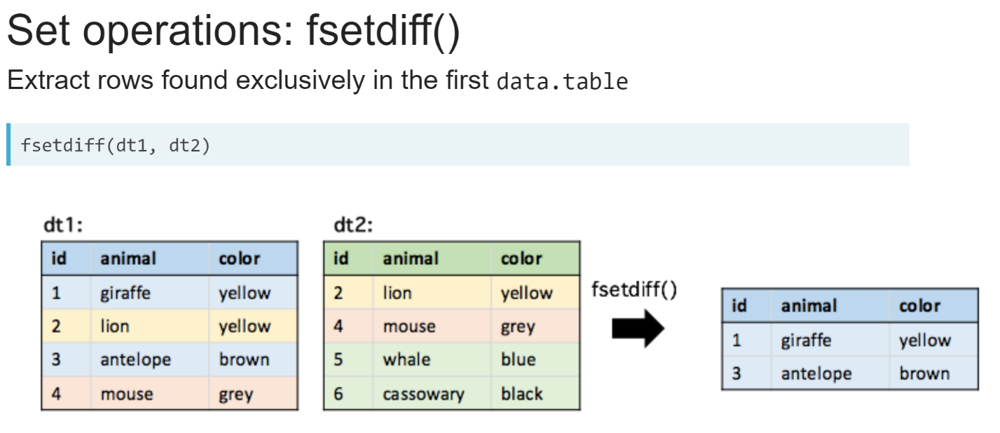 Set operations: fsetdiff()
Extract rows found exclusively in the first data.table
fsetdiff(dt1, dt2)
dt1:
id animal color
1 giraffe yellow
2 lion yellow
3 antelope brown
4 mouse grey
dt2:
id animal color
2 lion yellow
4 mouse grey
5 whale blue
6 cassowary black
fsetdiff()
id animal color
1 giraffe yellow
3 antelope brown